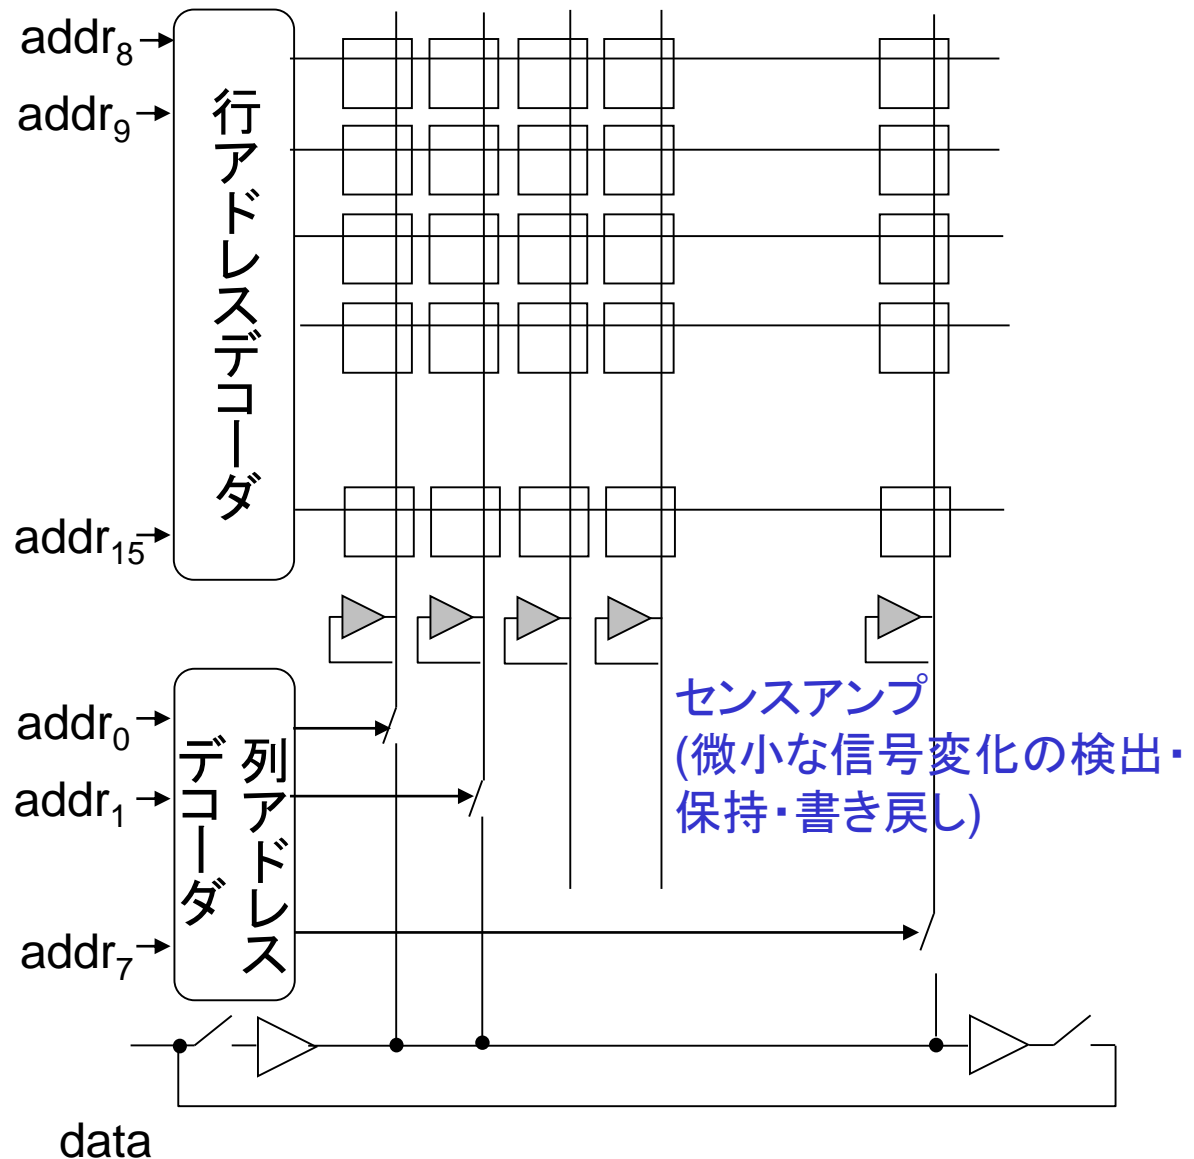 addr8
addr9
行アドレスデコーダ
addr15
addr0
addr1
addr7
列アドレス
デコーダ
センスアンプ
(微小な信号変化の検出・
保持・書き戻し)
data